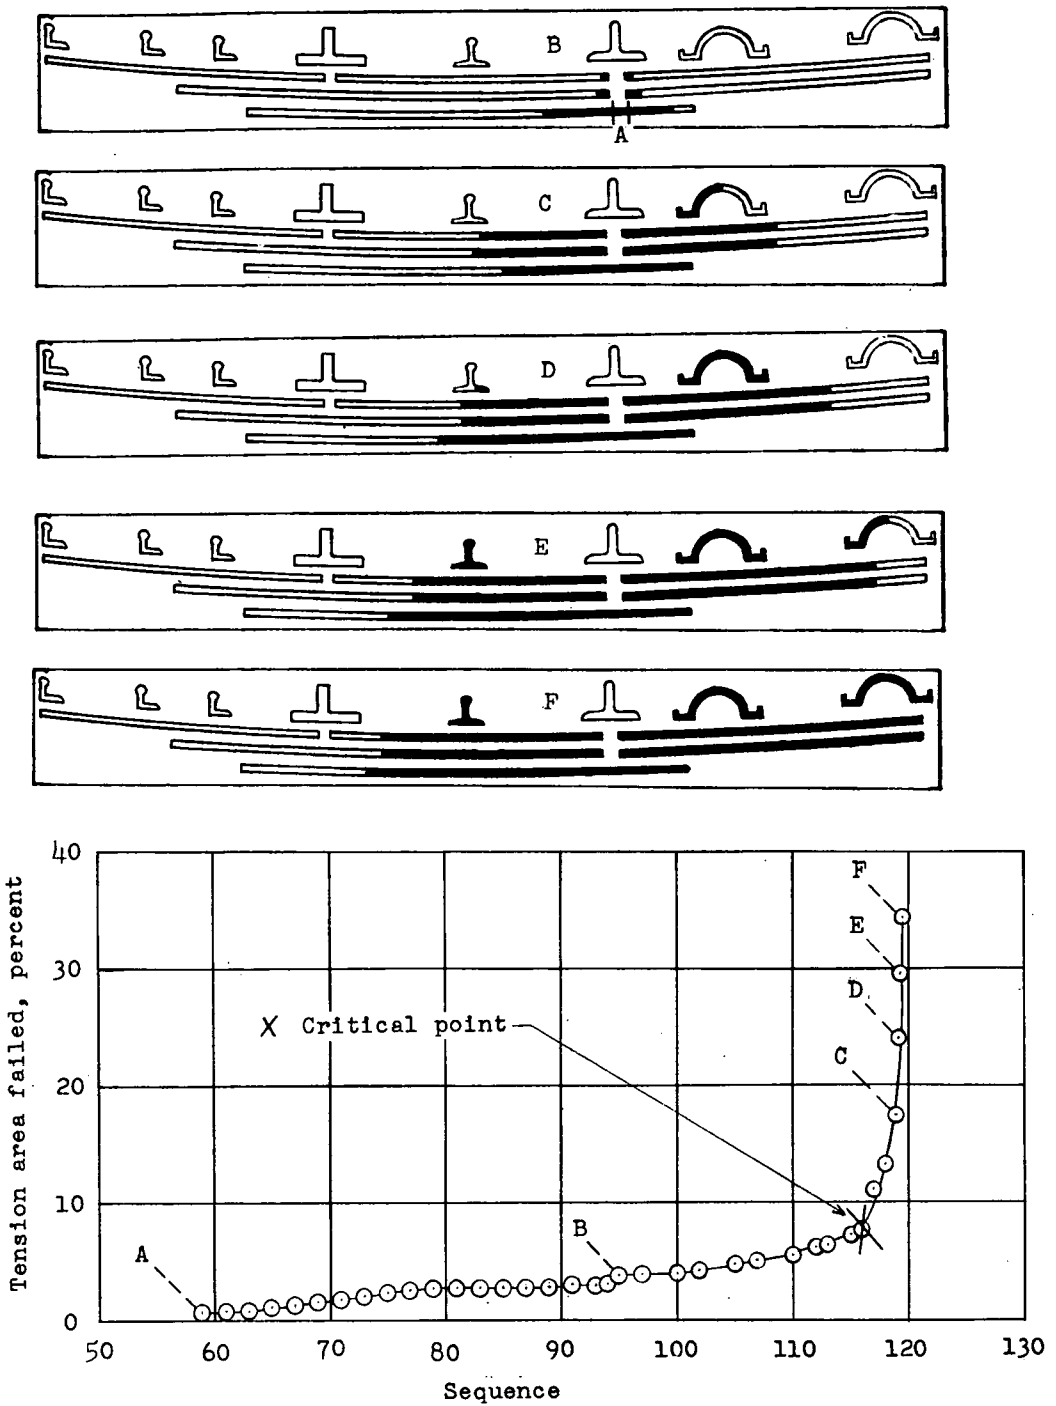 B
A
C
D
E
F
40
30
20
10
0
Tension area failed, percent
F
E
D
C
X Critical point
B
A
50 60 70 80 90 100 110 120 130
Sequence